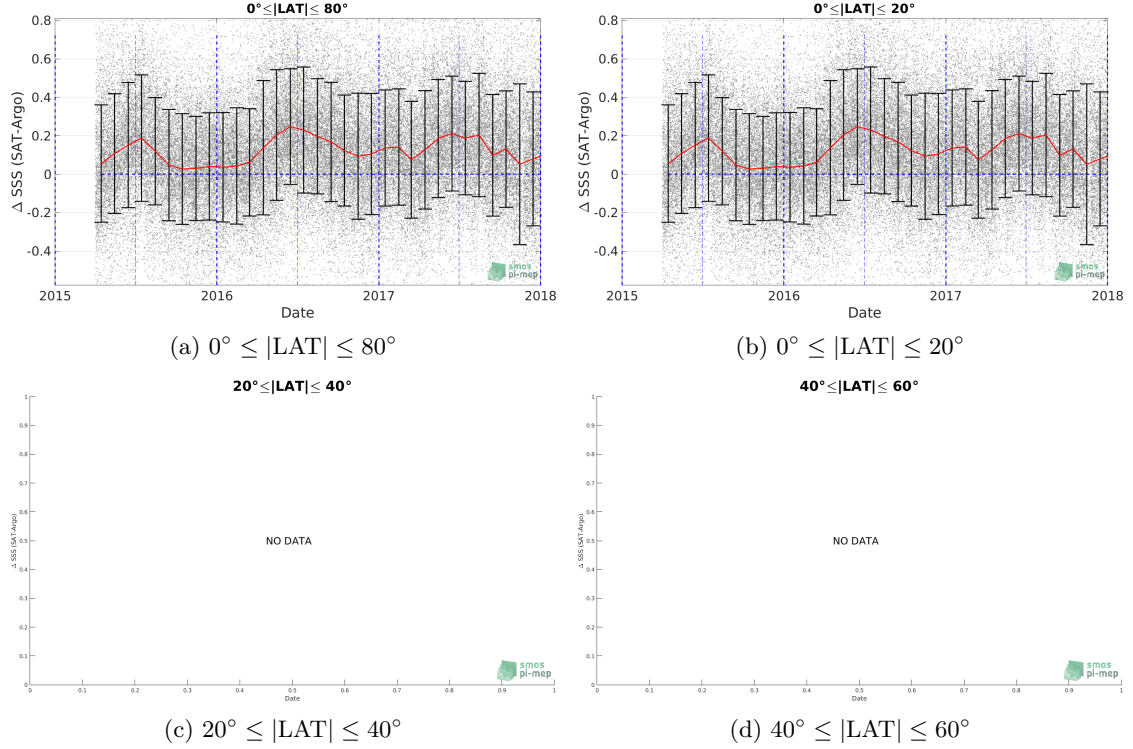 0°≤|LAT|≤ 80°
0.8
0.6
0.4
0.2
0
-0.2
-0.4
Δ SSS (SAT-Argo)
2015
2016
2017
2018
Date
smos
pi-mep
(a) 0° ≤ |LAT| ≤ 80°
0°≤|LAT|≤ 20°
0.8
0.6
0.4
0.2
0
-0.2
-0.4
Δ SSS (SAT-Argo)
2015
2016
2017
2018
Date
smos
pi-mep
(b) 0° ≤ |LAT| ≤ 20°
20°≤|LAT|≤ 40°
1
0.9
0.8
0.7
0.6
0.5
0.4
0.3
0.2
0.1
0
Δ SSS (SAT-Argo)
NO DATA
0
0.1
0.2
0.3
0.4
0.5
0.6
0.7
0.8
0.9
1
Date
smos
pi-mep
(c) 20° ≤ |LAT| ≤ 40°
40°≤|LAT|≤ 60°
1
0.9
0.8
0.7
0.6
0.5
0.4
0.3
0.2
0.1
0
Δ SSS (SAT-Argo)
NO DATA
0
0.1
0.2
0.3
0.4
0.5
0.6
0.7
0.8
0.9
1
Date
smos
pi-mep
(d) 40° ≤ |LAT| ≤ 60°